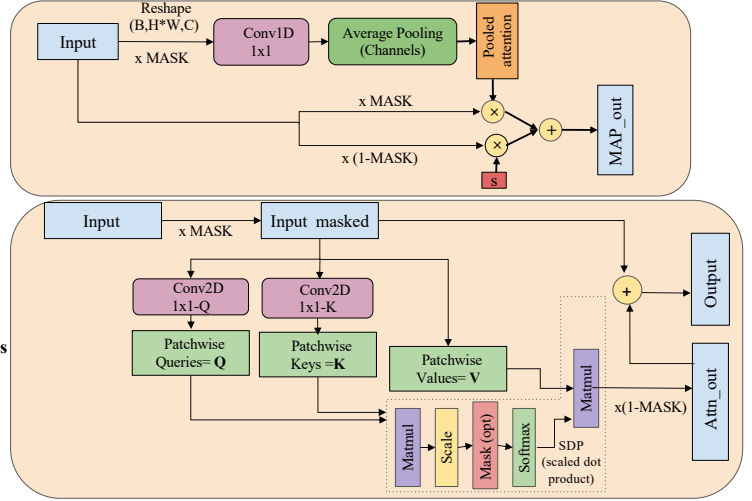 Reshape
(B,H*W,C)
Input
x MASK
Conv1D
1x1
Average Pooling
(Channels)
Pooled
attention
x MASK
×
+
MAP_out
x (1-MASK)
×
s
Input
x MASK
Input masked
Conv2D
1x1-Q
Conv2D
1x1-K
+
Output
Patchwise
Queries= Q
Patchwise
Keys =K
Patchwise
Values= V
s
Matmul
Attn_out
x(1-MASK)
Matmul
Scale
Mask (opt)
Softmax
SDP
(scaled dot
product)